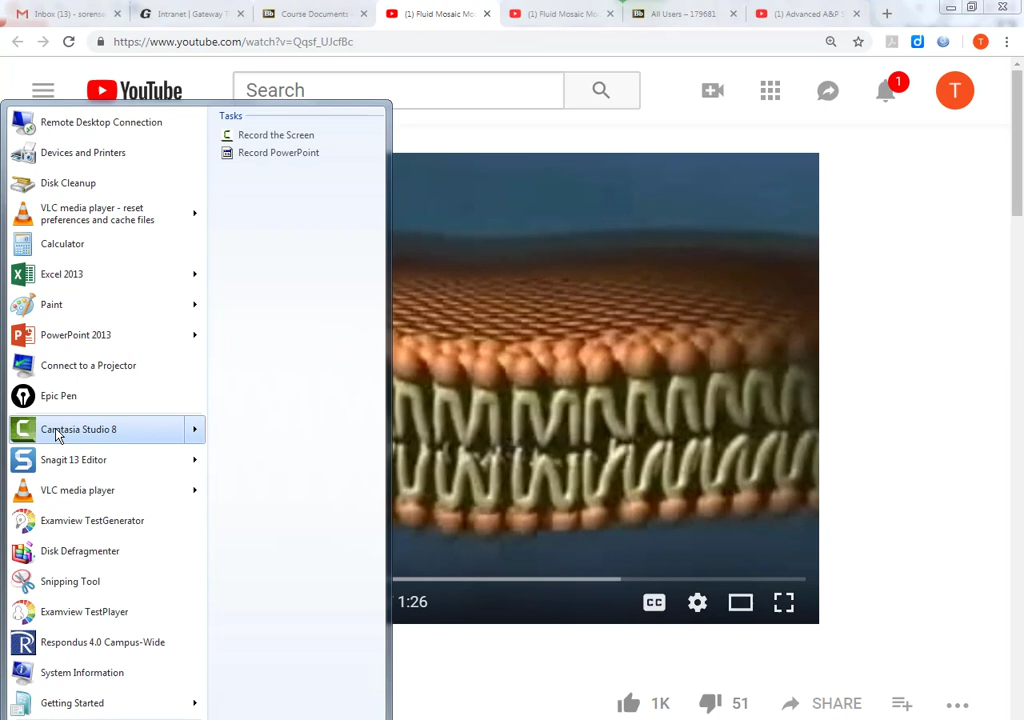 Inbox (13) - sorens
Intranet | Gateway T
Course Documents
(1) Fluid Mosaic Mo
(1) Fluid Mosaic Mo
All Users – 179681
(1) Advanced A&P
https://www.youtube.com/watch?v=Qqsf_UJcfBc
YouTube
Search
1
T
T
Remote Desktop Connection
Devices and Printers
Disk Cleanup
VLC media player - reset
preferences and cache files
Calculator
Excel 2013
Paint
PowerPoint 2013
Connect to a Projector
Epic Pen
Camtasia Studio 8
Snagit 13 Editor
VLC media player
Examview TestGenerator
Disk Defragmenter
Snipping Tool
Examview TestPlayer
Respondus 4.0 Campus-Wide
System Information
Getting Started
Tasks
Record the Screen
Record PowerPoint
/ 1:26
CC
1K
51
SHARE